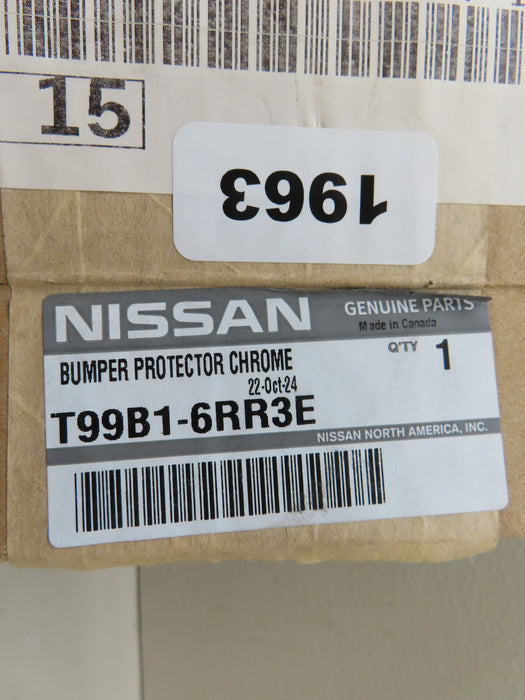 15
1963
NISSAN GENUINE PARTS
Made in Canada
BUMPER PROTECTOR CHROME Q'TY 1
22-Oct-24
T99B1-6RR3E
NISSAN NORTH AMERICA, INC.